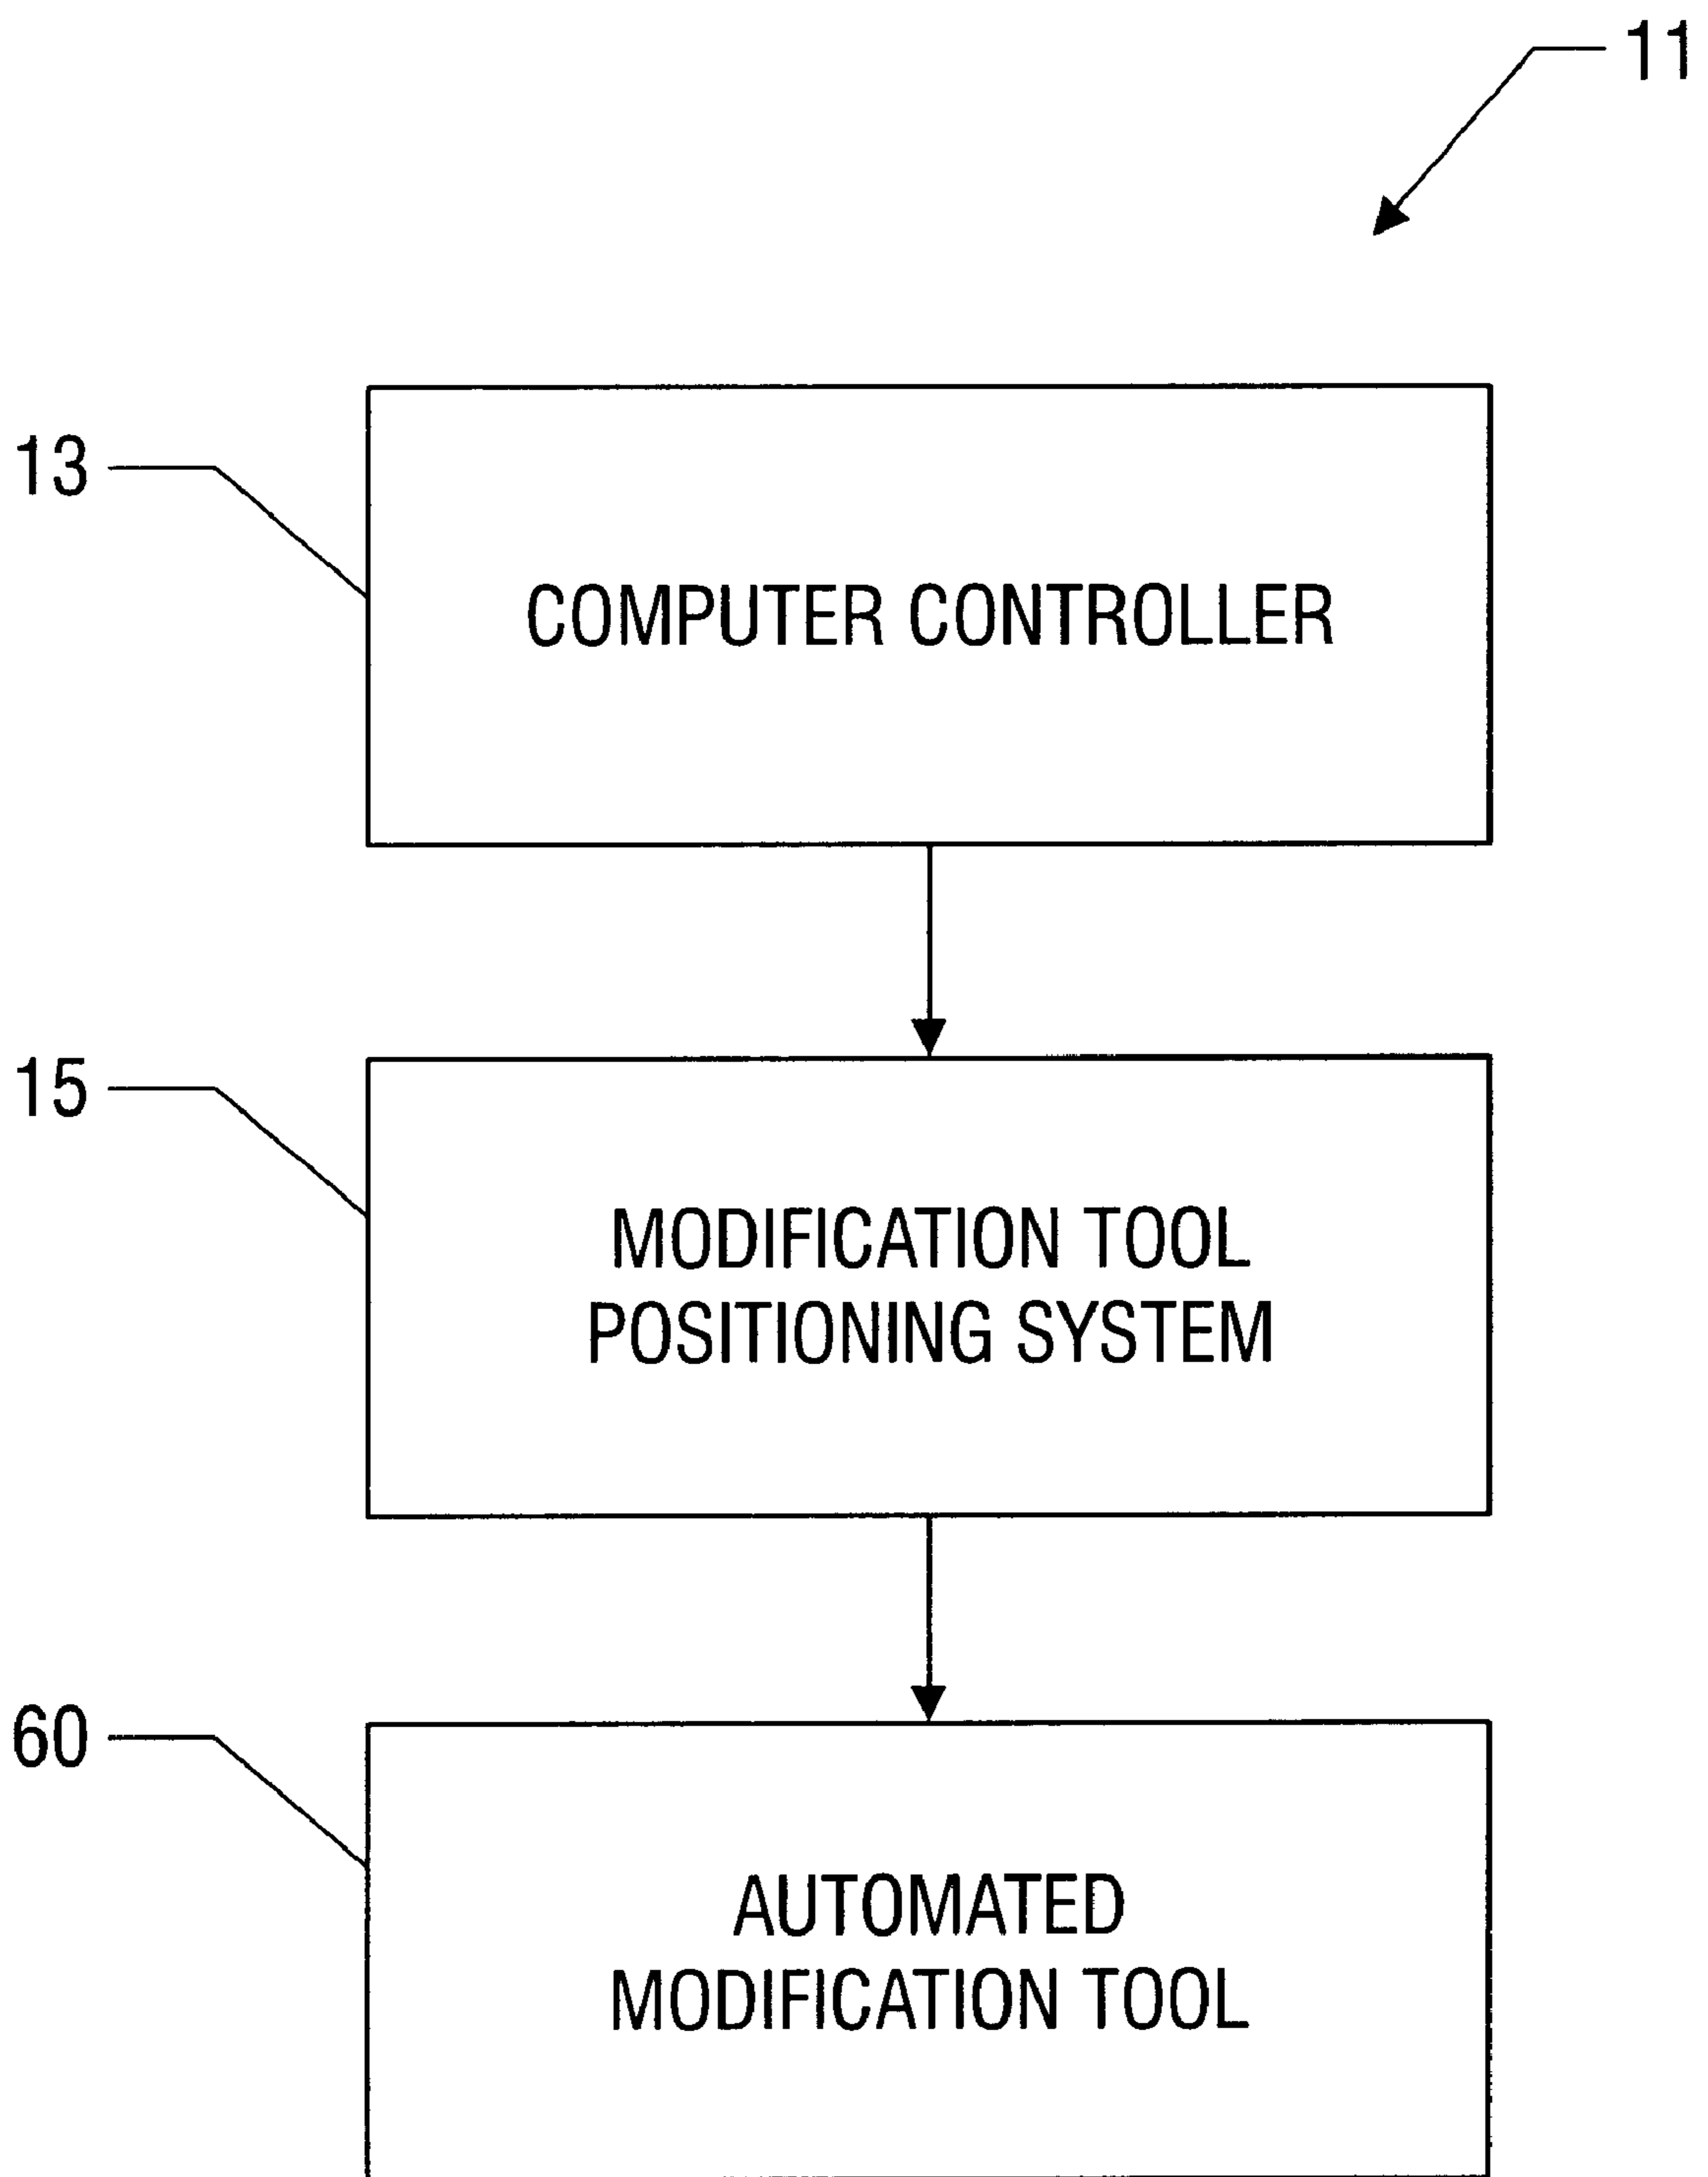 11
13
COMPUTER CONTROLLER
15
MODIFICATION TOOL
POSITIONING SYSTEM
60
AUTOMATED
MODIFICATION TOOL